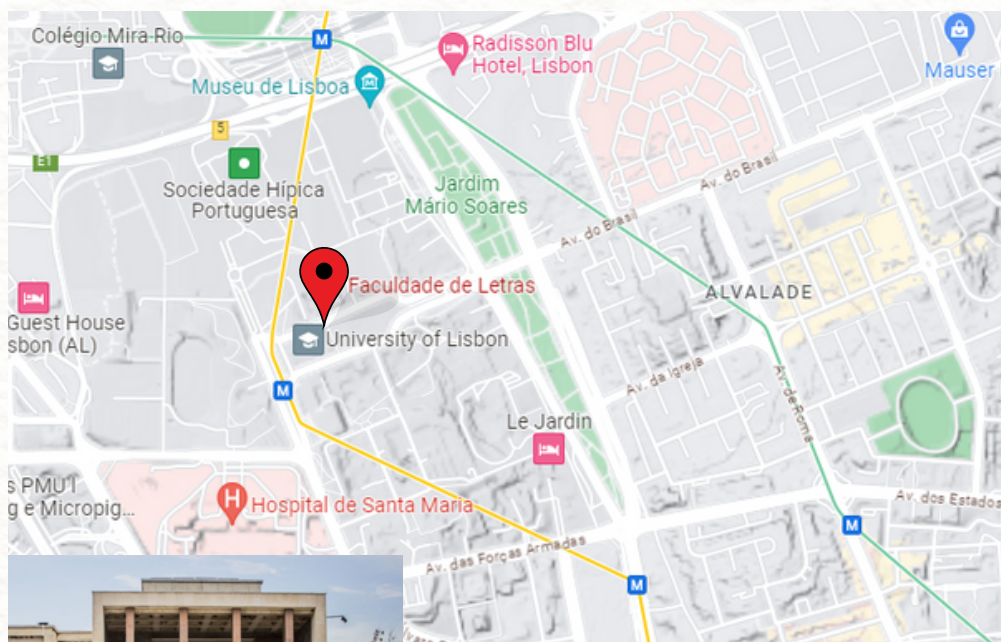 Colégio Mira Rio
M
Radisson Blu
Hotel, Lisbon
Mauser
Museu de Lisboa
5
E1
Sociedade Hípica
Portuguesa
Jardim
Mário Soares
Av. do Brasil
Av. do Brasil
Faculdade de Letras
ALVALADE
Guest House
sbon (AL)
University of Lisbon
M
Av. da Igreja
Av. de Roma
Le Jardin
s PMU
g e Micropig...
H
Hospital de Santa Maria
Av. dos Estados
M
Av. das Forças Armadas
M